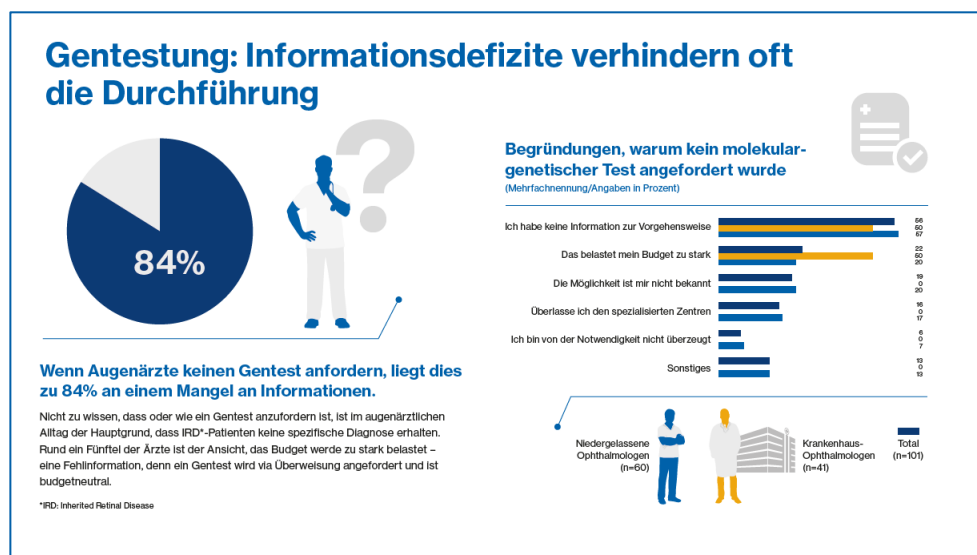 Gentestung: Informationsdefizite verhindern oft
die Durchführung
84%
Wenn Augenärzte keinen Gentest anfordern, liegt dies
zu 84% an einem Mangel an Informationen.
Nicht zu wissen, dass oder wie ein Gentest anzufordern ist, ist im augenärztlichen
Alltag der Hauptgrund, dass IRD*-Patienten keine spezifische Diagnose erhalten.
Rund ein Fünftel der Ärzte ist der Ansicht, das Budget werde zu stark belastet –
eine Fehlinformation, denn ein Gentest wird via Überweisung angefordert und ist
budgetneutral.
*IRD: Inherited Retinal Disease
Begründungen, warum kein molekular-
genetischer Test angefordert wurde
(Mehrfachnennung/Angaben in Prozent)
Ich habe keine Information zur Vorgehensweise
56
50
57
Das belastet mein Budget zu stark
22
50
20
Die Möglichkeit ist mir nicht bekannt
19
0
20
Überlasse ich den spezialisierten Zentren
16
0
17
Ich bin von der Notwendigkeit nicht überzeugt
6
0
7
Sonstiges
13
0
13
Niedergelassene
Ophthalmologen
(n=60)
Krankenhaus-
Ophthalmologen
(n=41)
Total
(n=101)